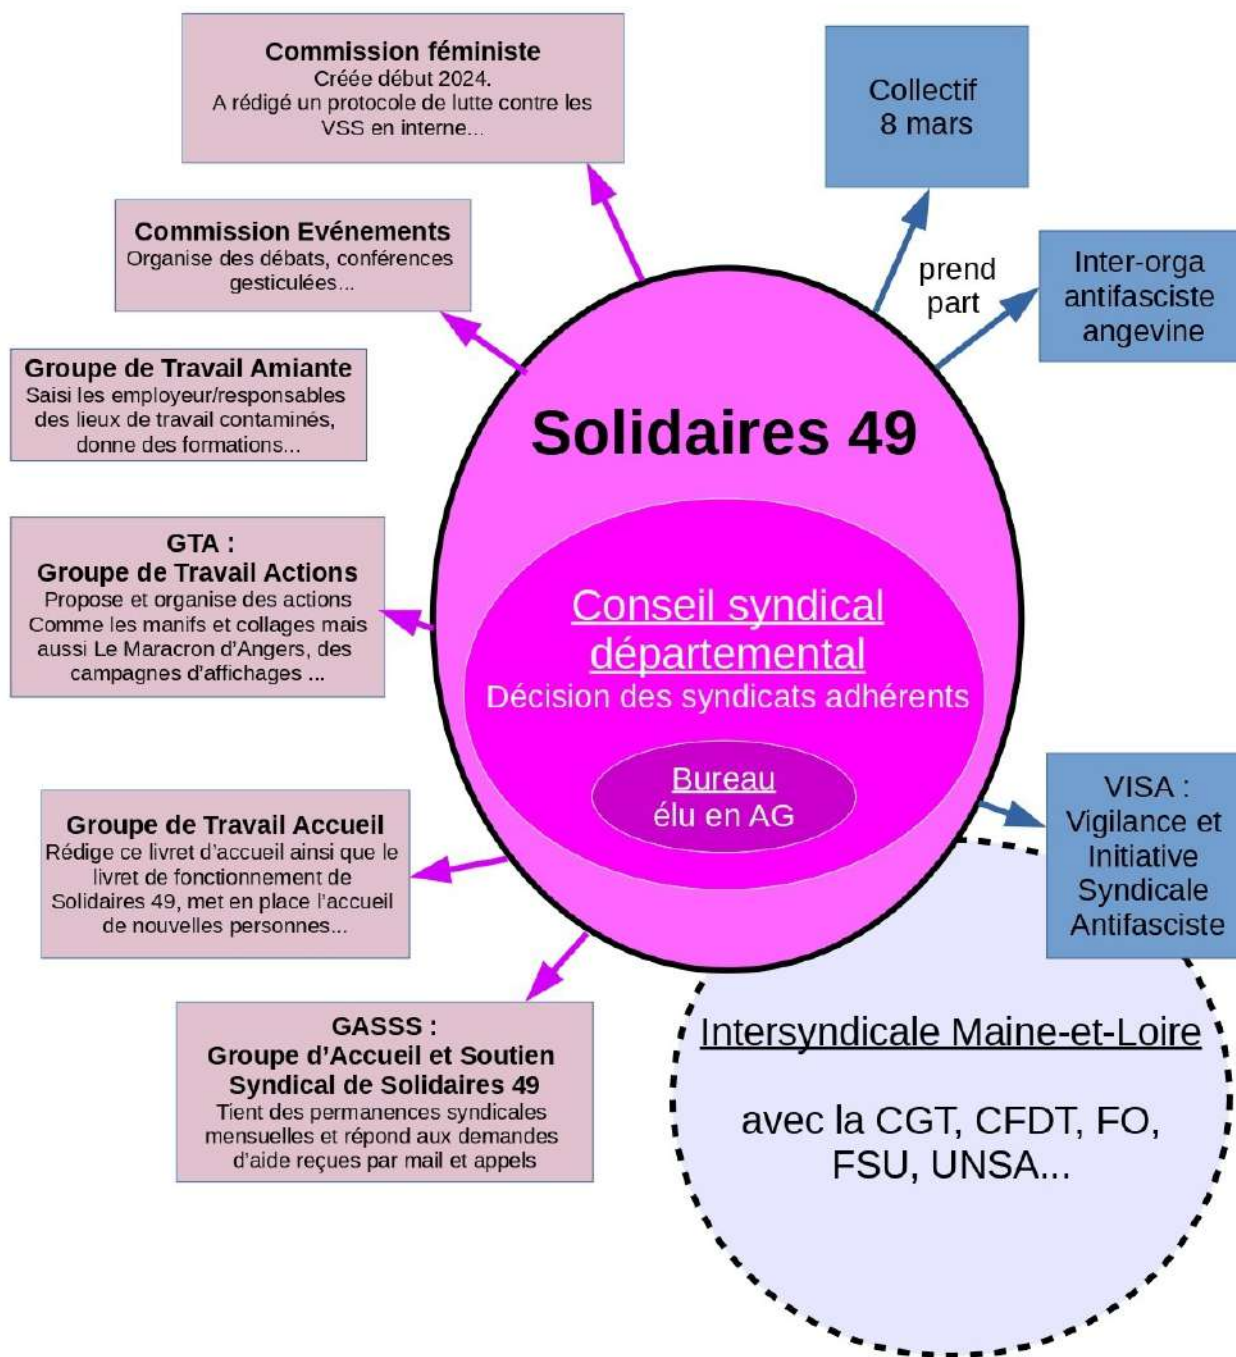 Commission féministe
Créée début 2024.
A rédigé un protocole de lutte contre les
VSS en interne...
Collectif
8 mars
Commission Evénements
Organise des débats, conférences
gesticulées...
prend
part
Inter-orga
antifasciste
angevine
Groupe de Travail Amiante
Saisi les employeur/responsables
des lieux de travail contaminés,
donne des formations...
Solidaires 49
GTA :
Groupe de Travail Actions
Propose et organise des actions
Comme les manifs et collages mais
aussi Le Maracron d’Angers, des
campagnes d’affichages ...
Conseil syndical
départemental
Décision des syndicats adhérents
Bureau
élu en AG
VISA :
Vigilance et
Initiative
Syndicale
Antifasciste
Groupe de Travail Accueil
Rédige ce livret d’accueil ainsi que le
livret de fonctionnement de
Solidaires 49, met en place l’accueil
de nouvelles personnes...
GASSS :
Groupe d’Accueil et Soutien
Syndical de Solidaires 49
Tient des permanences syndicales
mensuelles et répond aux demandes
d’aide reçues par mail et appels
Intersyndicale Maine-et-Loire
avec la CGT, CFDT, FO,
FSU, UNSA...